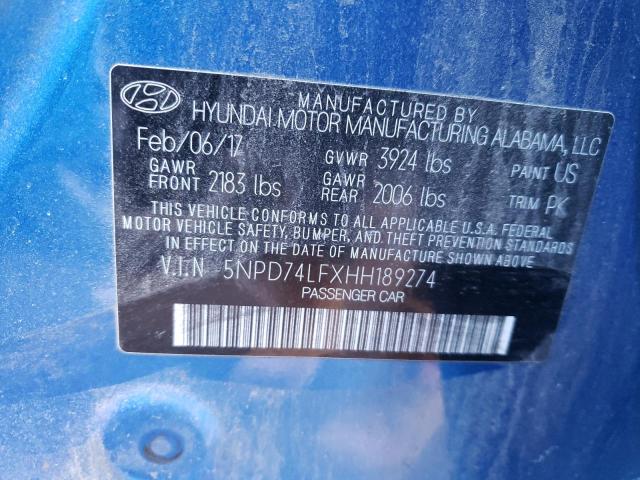 MANUFACTURED BY
HYUNDAI MOTOR MANUFACTURING ALABAMA, LLC
Feb/06/17 GVWR 3924 lbs PAINT US
GAWR FRONT 2183 lbs GAWR REAR 2006 lbs TRIM PK
THIS VEHICLE CONFORMS TO ALL APPLICABLE U.S.A. FEDERAL
MOTOR VEHICLE SAFETY, BUMPER, AND THEFT PREVENTION STANDARDS
IN EFFECT ON THE DATE OF MANUFACTURE SHOWN ABOVE.
V.I.N 5NPD74LFXHH189274
PASSENGER CAR